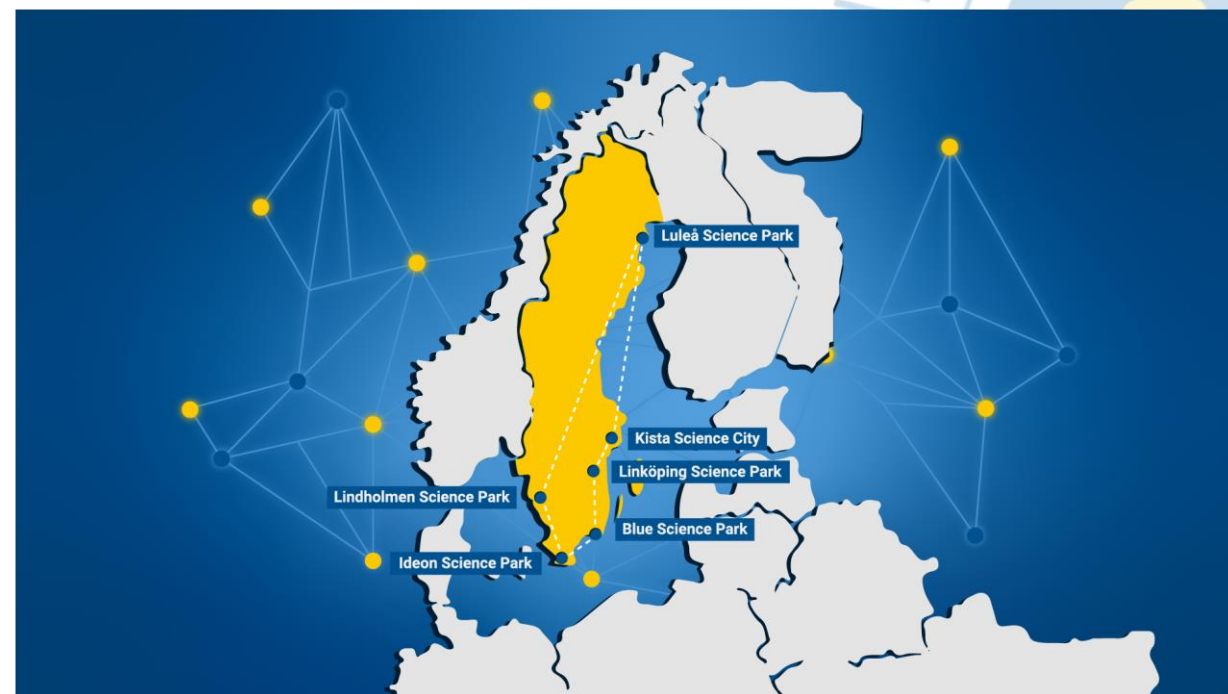 Luleå Science Park
Kista Science City
Linköping Science Park
Lindholmen Science Park
Blue Science Park
Ideon Science Park